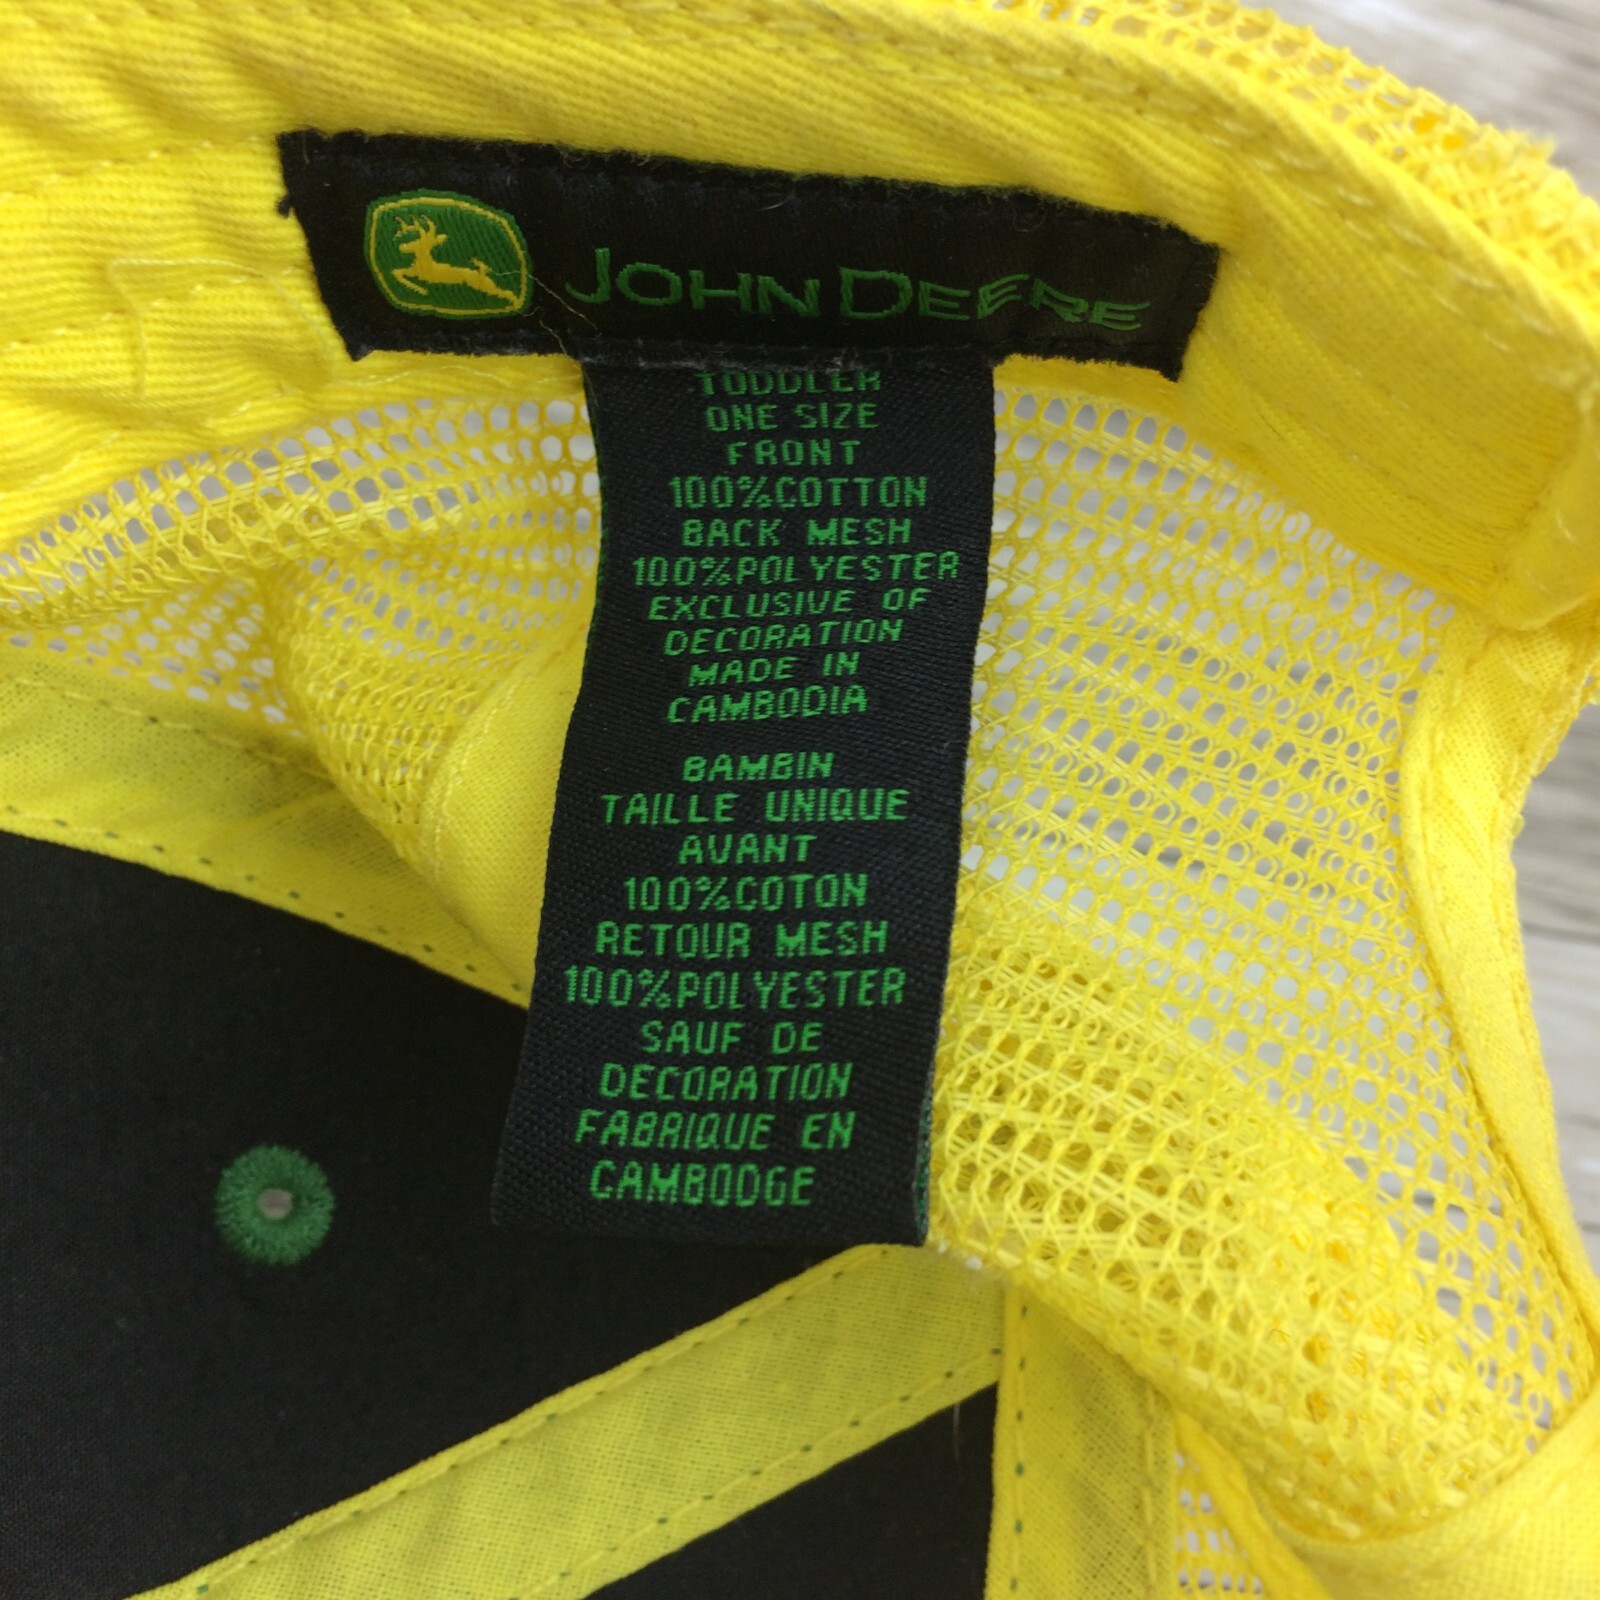 JOHN DEERE
TODDLER
ONE SIZE
FRONT
100%COTTON
BACK MESH
100%POLYESTER
EXCLUSIVE OF
DECORATION
MADE IN
CAMBODIA
BAMBIN
TAILLE UNIQUE
AVANT
100%COTON
RETOUR MESH
100%POLYESTER
SAUF DE
DECORATION
FABRIQUE EN
CAMBODGE